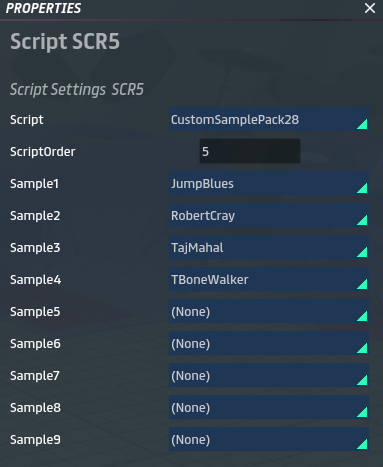 PROPERTIES ×
Script SCR5
Script Settings SCR5
Script CustomSamplePack28
ScriptOrder 5
Sample1 JumpBlues
Sample2 RobertCray
Sample3 TajMahal
Sample4 TBoneWalker
Sample5 (None)
Sample6 (None)
Sample7 (None)
Sample8 (None)
Sample9 (None)